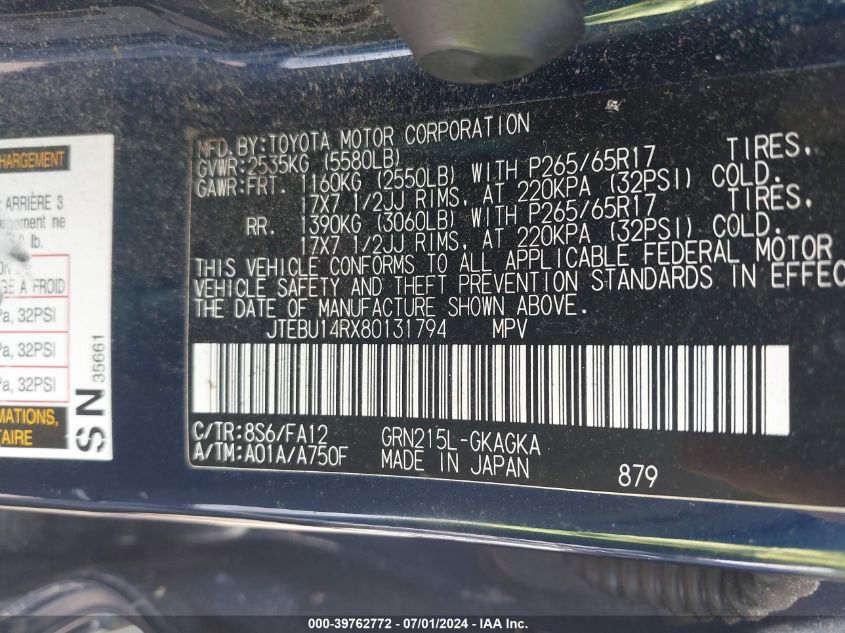 HARGEMENT
ARRIÈRE 3
argement ne
lb.
E À FROID
Pa, 32PSI
Pa, 32PSI
Pa, 32PSI
MATIONS,
TAIRE
SN 35661
MFD.BY:TOYOTA MOTOR CORPORATION
GVWR:2535KG (5580LB)
GAWR:FRT. 1160KG (2550LB) WITH P265/65R17 TIRES.
17X7 1/2JJ RIMS, AT 220KPA (32PSI) COLD.
RR. 1390KG (3060LB) WITH P265/65R17 TIRES.
17X7 1/2JJ RIMS, AT 220KPA (32PSI) COLD.
THIS VEHICLE CONFORMS TO ALL APPLICABLE FEDERAL MOTOR
VEHICLE SAFETY AND THEFT PREVENTION STANDARDS IN EFFEC
THE DATE OF MANUFACTURE SHOWN ABOVE.
JTEBU14RX80131794 MPV
C/TR:8S6/FA12 GRN215L-GKAGKA
A/TM:A01A/A750F MADE IN JAPAN 879
000-39762772 - 07/01/2024 - IAA Inc.